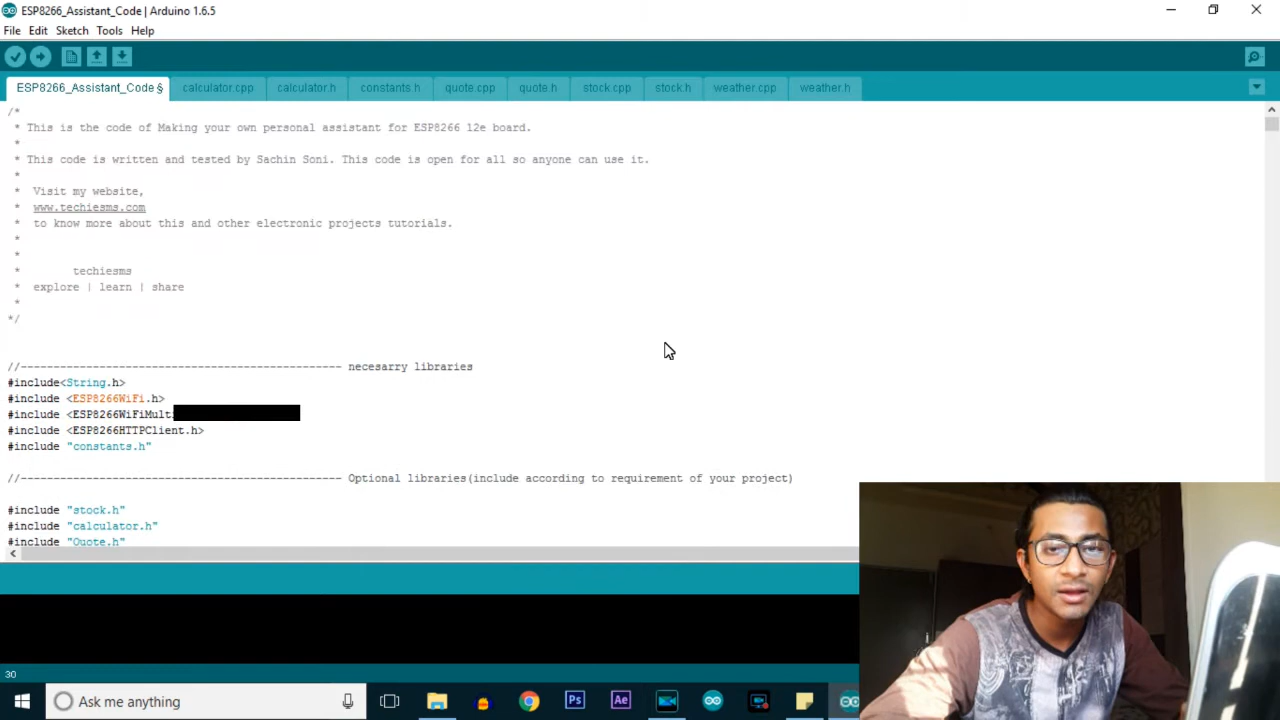 ESP8266_Assistant_Code | Arduino 1.6.5
File Edit Sketch Tools Help
ESP8266_Assistant_Code § calculator.cpp calculator.h constants.h quote.cpp quote.h stock.cpp stock.h weather.cpp weather.h
/*
* This is the code of Making your own personal assistant for ESP8266 12e board.
*
* This code is written and tested by Sachin Soni. This code is open for all so anyone can use it.
*
* Visit my website,
* www.techiesms.com
* to know more about this and other electronic projects tutorials.
*
*
* techiesms
* explore | learn | share
*
*/
//------------------------------------------------- necesarry libraries
#include<String.h>
#include <ESP8266WiFi.h>
#include <ESP8266WiFiMulti
#include <ESP8266HTTPClient.h>
#include "constants.h"
//------------------------------------------------- Optional libraries(include according to requirement of your project)
#include "stock.h"
#include "calculator.h"
#include "Quote.h"
30
Ask me anything
Ps
Ae